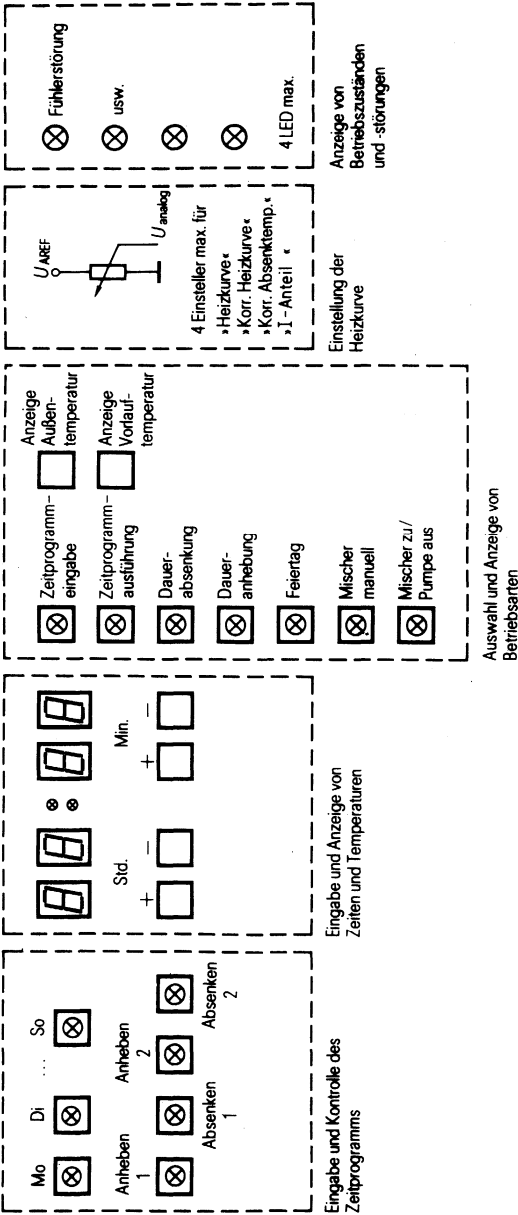 Mo Di ... So
Anheben
1
Anheben
2
Absenken
1
Absenken
2
Eingabe und Kontrolle des
Zeitprogramms
Std. Min.
+ − + −
Eingabe und Anzeige von
Zeiten und Temperaturen
Zeitprogramm-
eingabe
Zeitprogramm-
ausführung
Dauer-
absenkung
Dauer-
anhebung
Feiertag
Mischer
manuell
Mischer zu/
Pumpe aus
Anzeige
Außen-
temperatur
Anzeige
Vorlauf-
temperatur
Auswahl und Anzeige von
Betriebsarten
U AREF
U analog
4 Einsteller max. für
»Heizkurve«
»Korr. Heizkurve«
»Korr. Absenktemp.«
»I-Anteil «
Einstellung der
Heizkurve
Fühlerstörung
usw.
4 LED max.
Anzeige von
Betriebszuständen
und -störungen